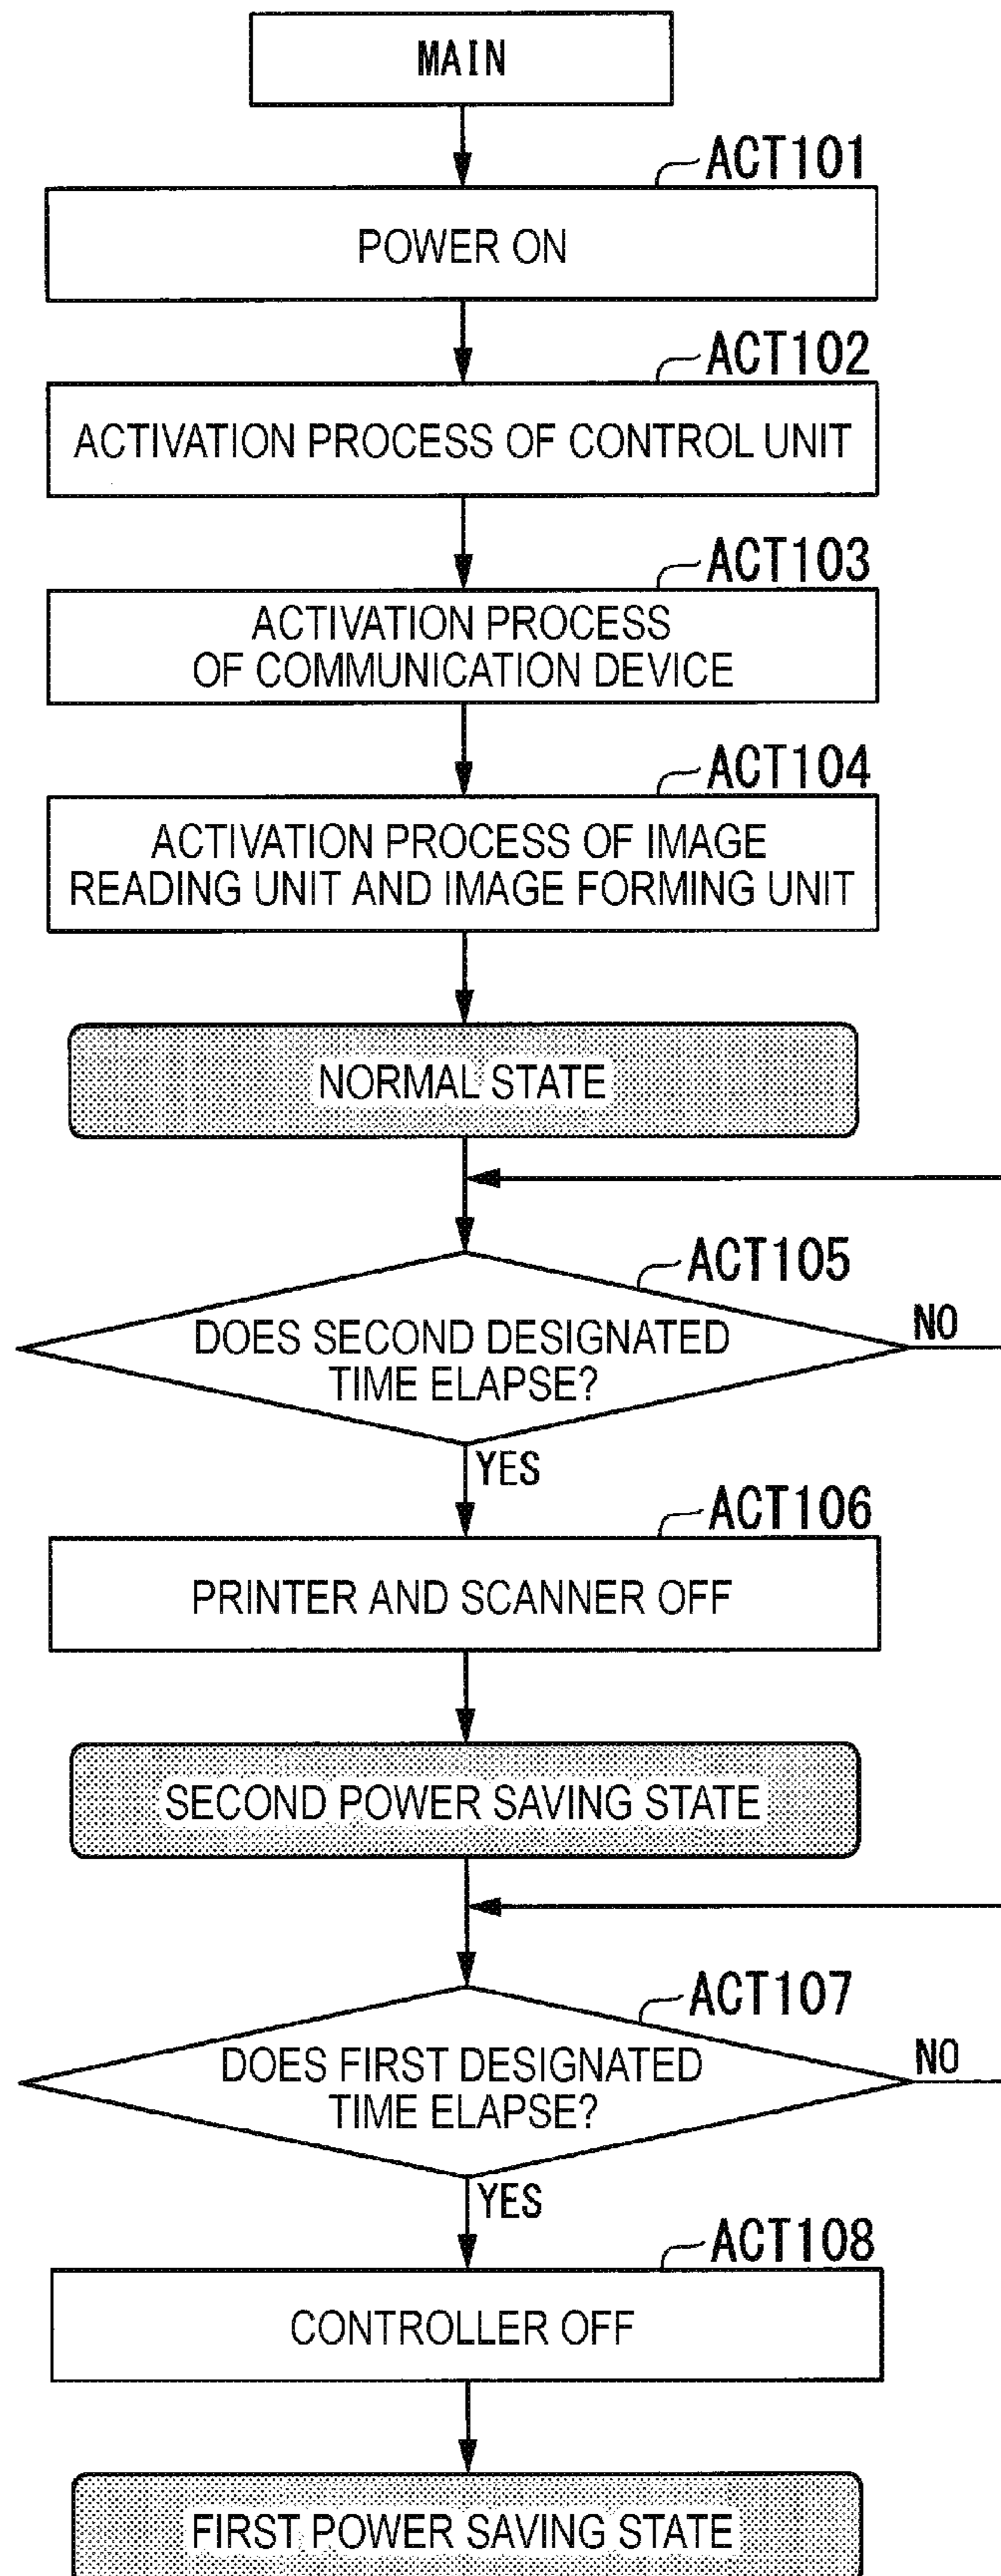 MAIN
ACT101
POWER ON
ACT102
ACTIVATION PROCESS OF CONTROL UNIT
ACT103
ACTIVATION PROCESS
OF COMMUNICATION DEVICE
ACT104
ACTIVATION PROCESS OF IMAGE
READING UNIT AND IMAGE FORMING UNIT
NORMAL STATE
ACT105
DOES SECOND DESIGNATED
TIME ELAPSE?
NO
YES
ACT106
PRINTER AND SCANNER OFF
SECOND POWER SAVING STATE
ACT107
DOES FIRST DESIGNATED
TIME ELAPSE?
NO
YES
ACT108
CONTROLLER OFF
FIRST POWER SAVING STATE